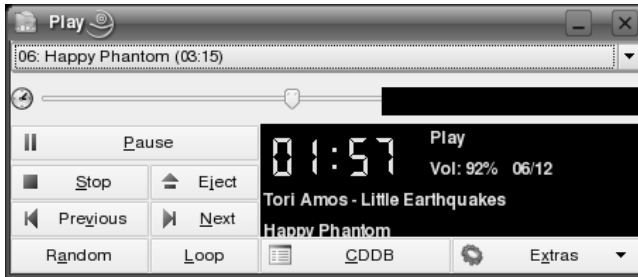 Play
06: Happy Phantom (03:15)
Pause
01:57
Play
Vol: 92% 06/12
Stop
Eject
Tori Amos - Little Earthquakes
Previous
Next
Happy Phantom
Random
Loop
CDDB
Extras